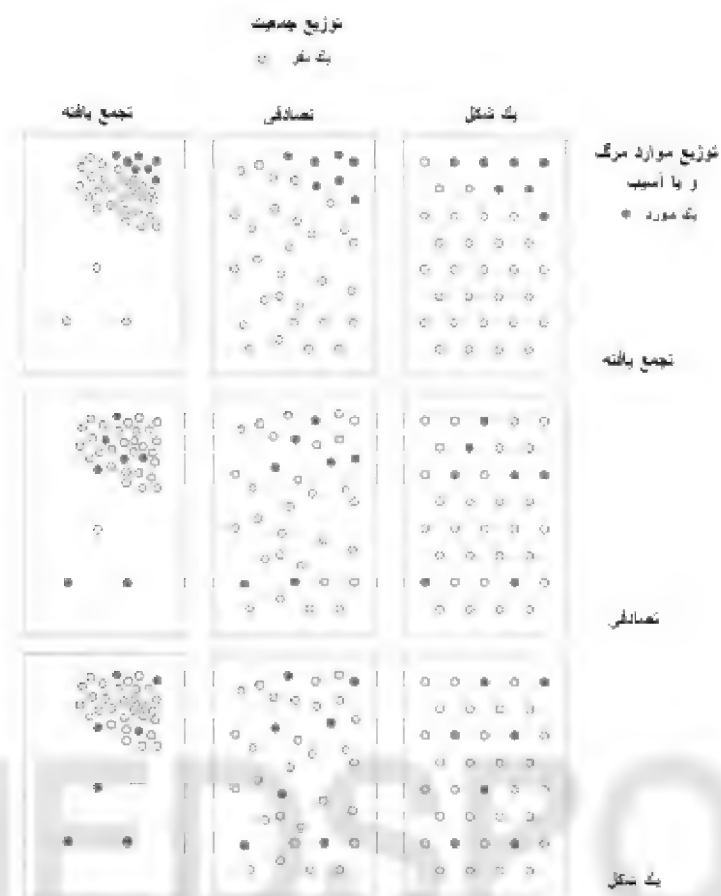 توزیع جمعیت
یک نفر
یک شکل
تصادفی
تجمع یافته
توزیع موارد مرگ
و یا آسیب
یک مورد
تجمع یافته
تصادفی
یک شکل